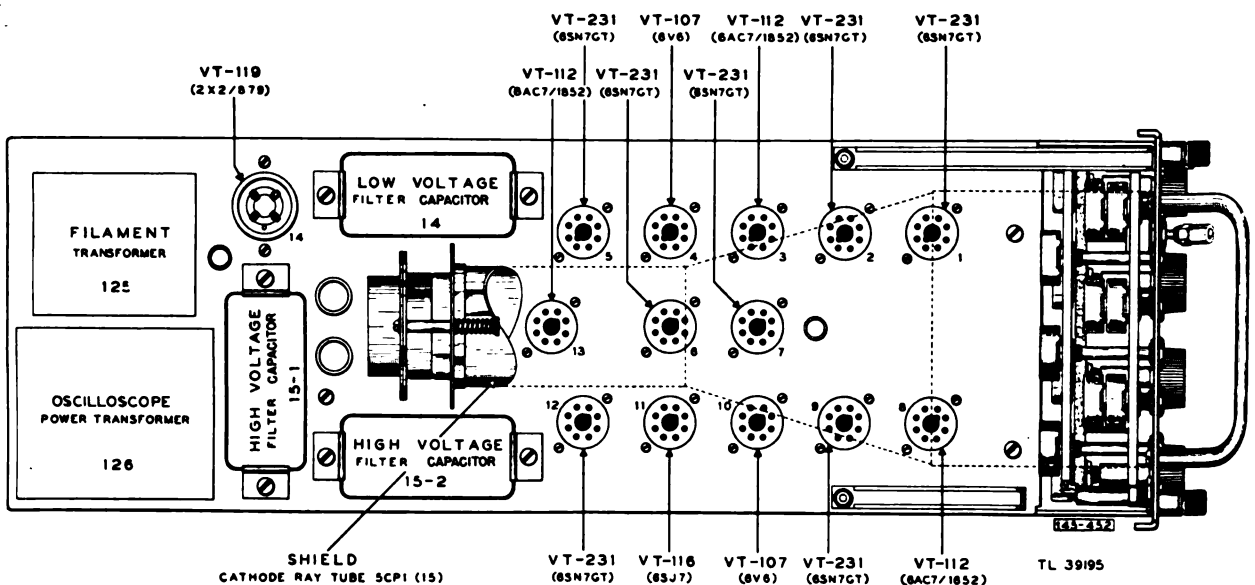 VT-231 VT-107 VT-112 VT-231 VT-231
(6SN7GT) (6V6) (6AC7/1852) (6SN7GT) (6SN7GT)
VT-119 VT-112 VT-231 VT-231
(2X2/879) (6AC7/1852) (6SN7GT) (6SN7GT)
LOW VOLTAGE
FILTER CAPACITOR
14
14
FILAMENT
TRANSFORMER
125
5 4 3 2 1
HIGH VOLTAGE
FILTER CAPACITOR
15-1
13 6 7
OSCILLOSCOPE
POWER TRANSFORMER
126
12 11 10 9 8
HIGH VOLTAGE
FILTER CAPACITOR
15-2
145-452
SHIELD
CATHODE RAY TUBE 5CP1 (15)
VT-231 VT-116 VT-107 VT-231 VT-112
(6SN7GT) (6SJ7) (6V6) (6SN7GT) (6AC7/1852)
TL 39195